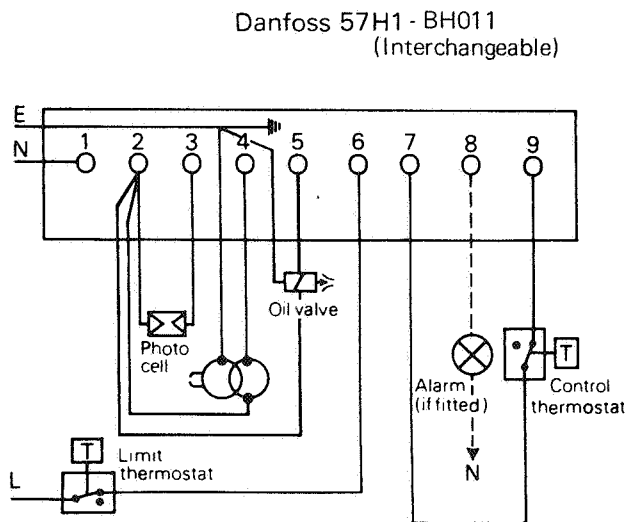 Danfoss 57H1 - BH011
(Interchangeable)
E
N
1 2 3 4 5 6 7 8 9
Oil valve
Photo
cell
Alarm
(if fitted)
T
Control
thermostat
T
Limit
thermostat
L
N